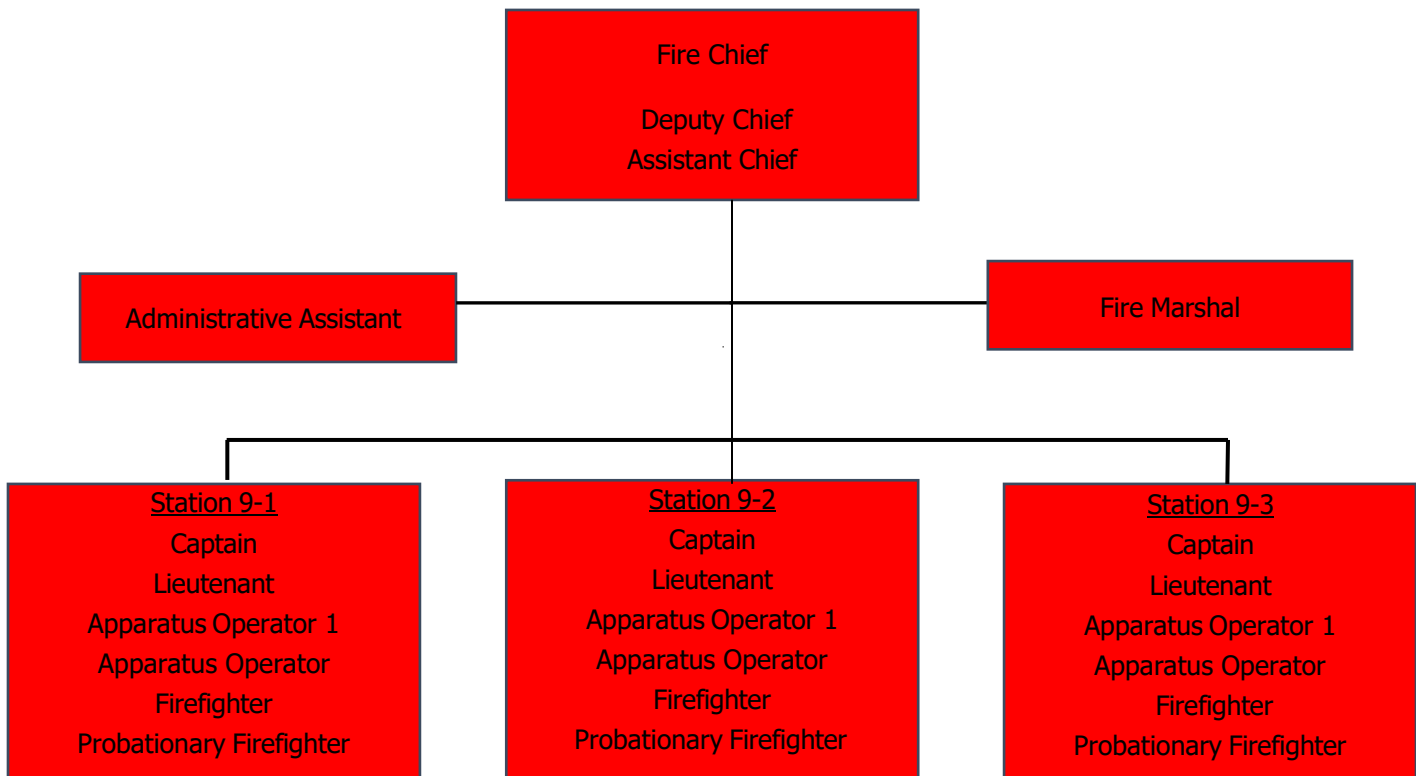 Fire Chief
Deputy Chief
Assistant Chief
Administrative Assistant
Fire Marshal
Station 9-1
Captain
Lieutenant
Apparatus Operator 1
Apparatus Operator
Firefighter
Probationary Firefighter
Station 9-2
Captain
Lieutenant
Apparatus Operator 1
Apparatus Operator
Firefighter
Probationary Firefighter
Station 9-3
Captain
Lieutenant
Apparatus Operator 1
Apparatus Operator
Firefighter
Probationary Firefighter